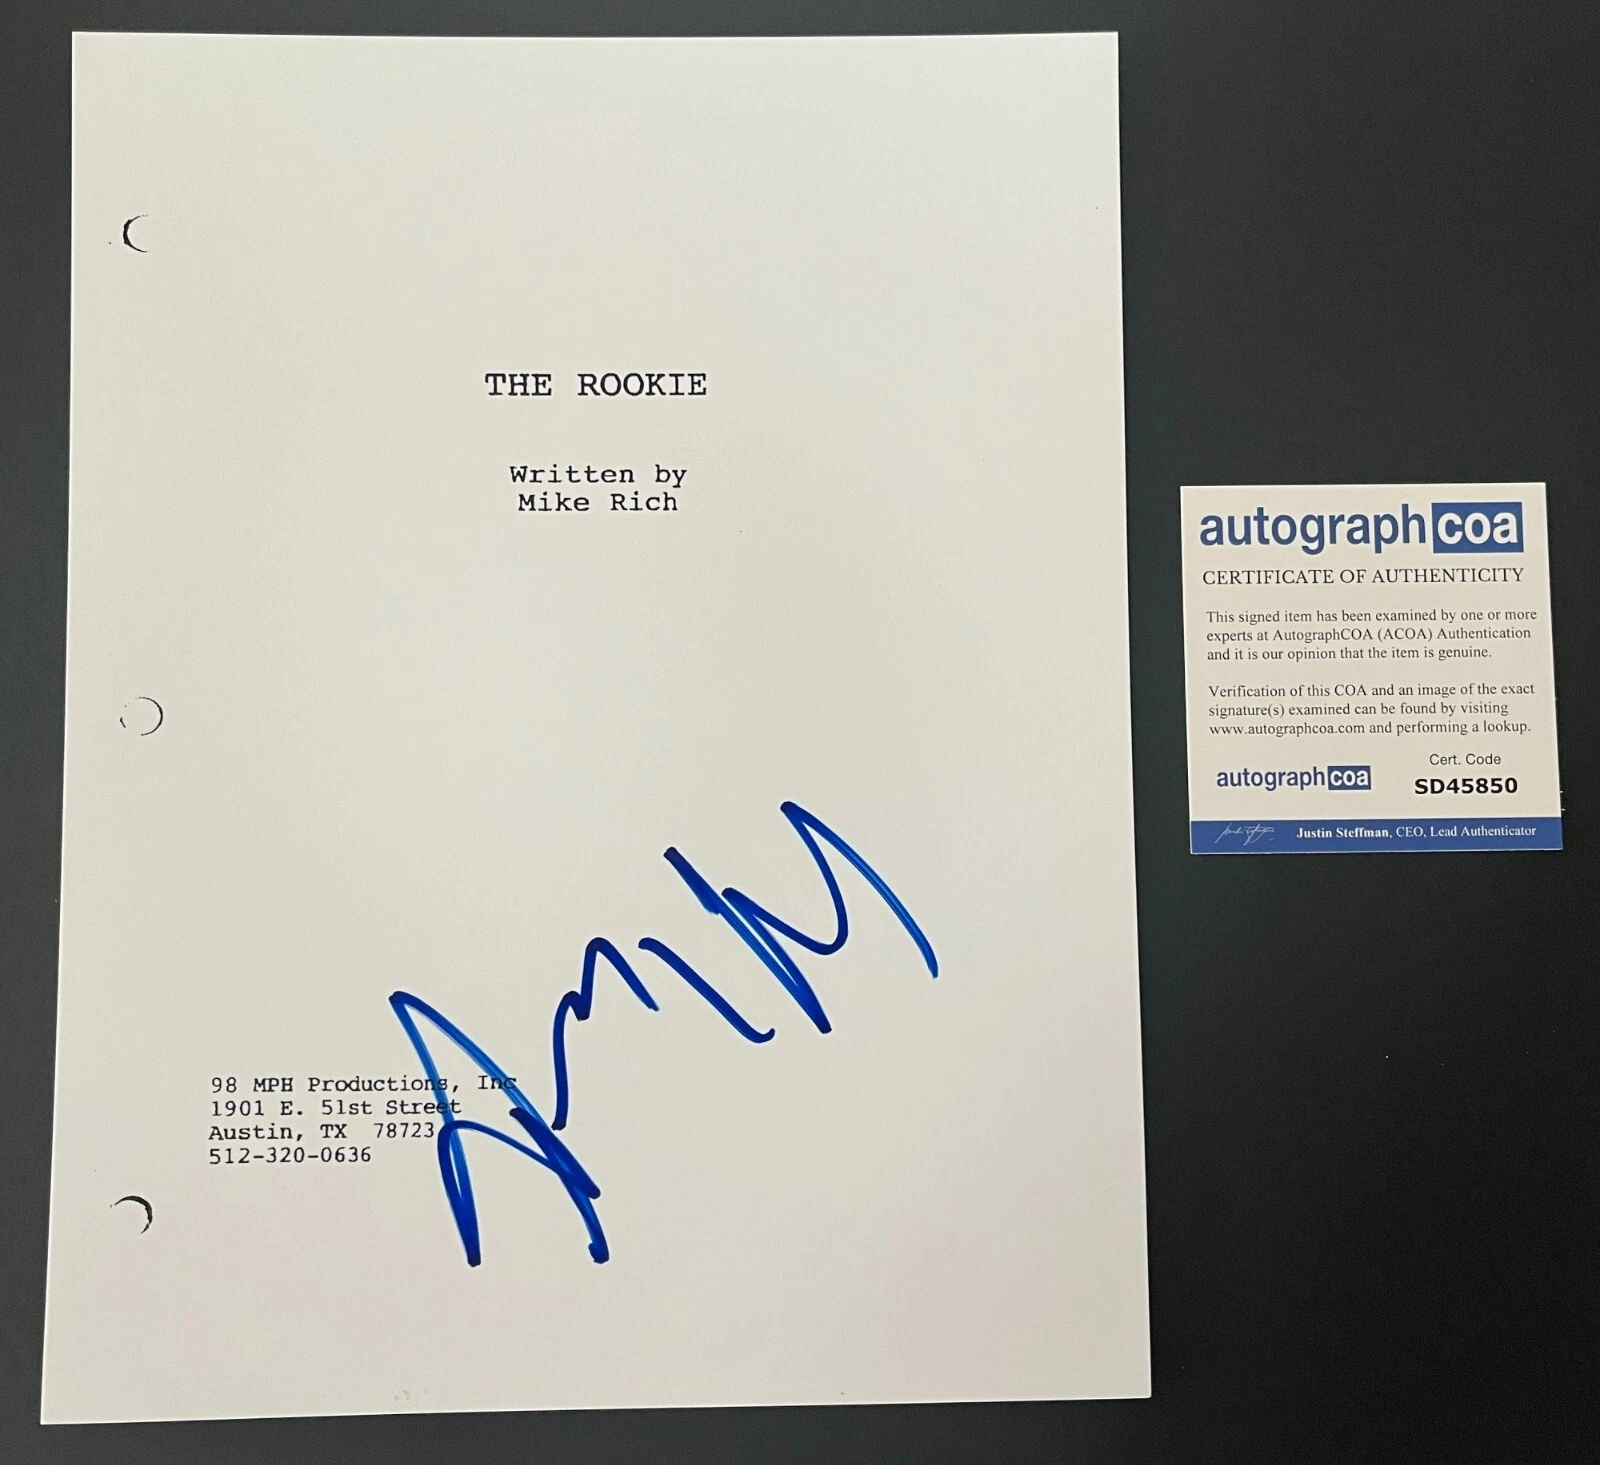 THE ROOKIE
Written by
Mike Rich
98 MPH Productions, Inc
1901 E. 51st Street
Austin, TX 78723
512-320-0636
autographcoa
CERTIFICATE OF AUTHENTICITY
This signed item has been examined by one or more
experts at AutographCOA (ACOA) Authentication
and it is our opinion that the item is genuine.
Verification of this COA and an image of the exact
signature(s) examined can be found by visiting
www.autographcoa.com and performing a lookup.
autographcoa
Cert. Code
SD45850
Justin Steffman, CEO, Lead Authenticator